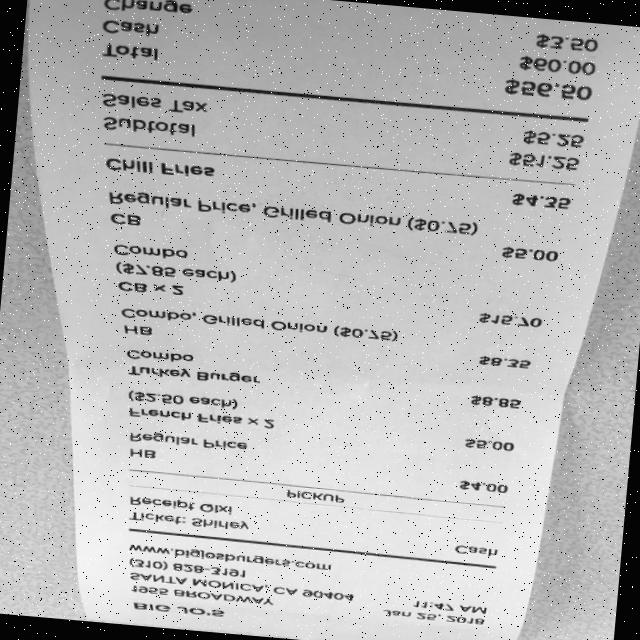 BIG JO'S
1955 BROADWAY Jan 25, 2018
SANTA MONICA, CA 90404 11:47 AM
(310) 828-3191
www.bigjosburgers.com
Ticket: Shirley Cash
Receipt QIxi
PICKUP
HB $4.00
Regular Price
French Fries × 2 $5.00
($2.50 each)
Turkey Burger $8.85
Combo
HB $8.35
Combo, Grilled Onion ($0.75)
CB × 2 $15.70
($7.85 each)
Combo
CB $5.00
Regular Price, Grilled Onion ($0.75)
Chili Fries $4.35
Subtotal $51.25
Sales Tax $5.25
Total $56.50
Cash $60.00
Change $3.50